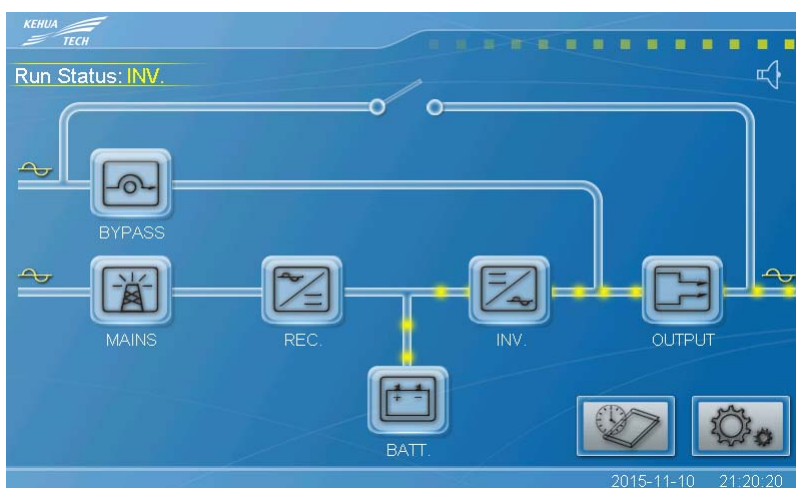 KEHUA
TECH
Run Status: INV.
BYPASS
MAINS
REC.
INV.
OUTPUT
BATT.
2015-11-10 21:20:20